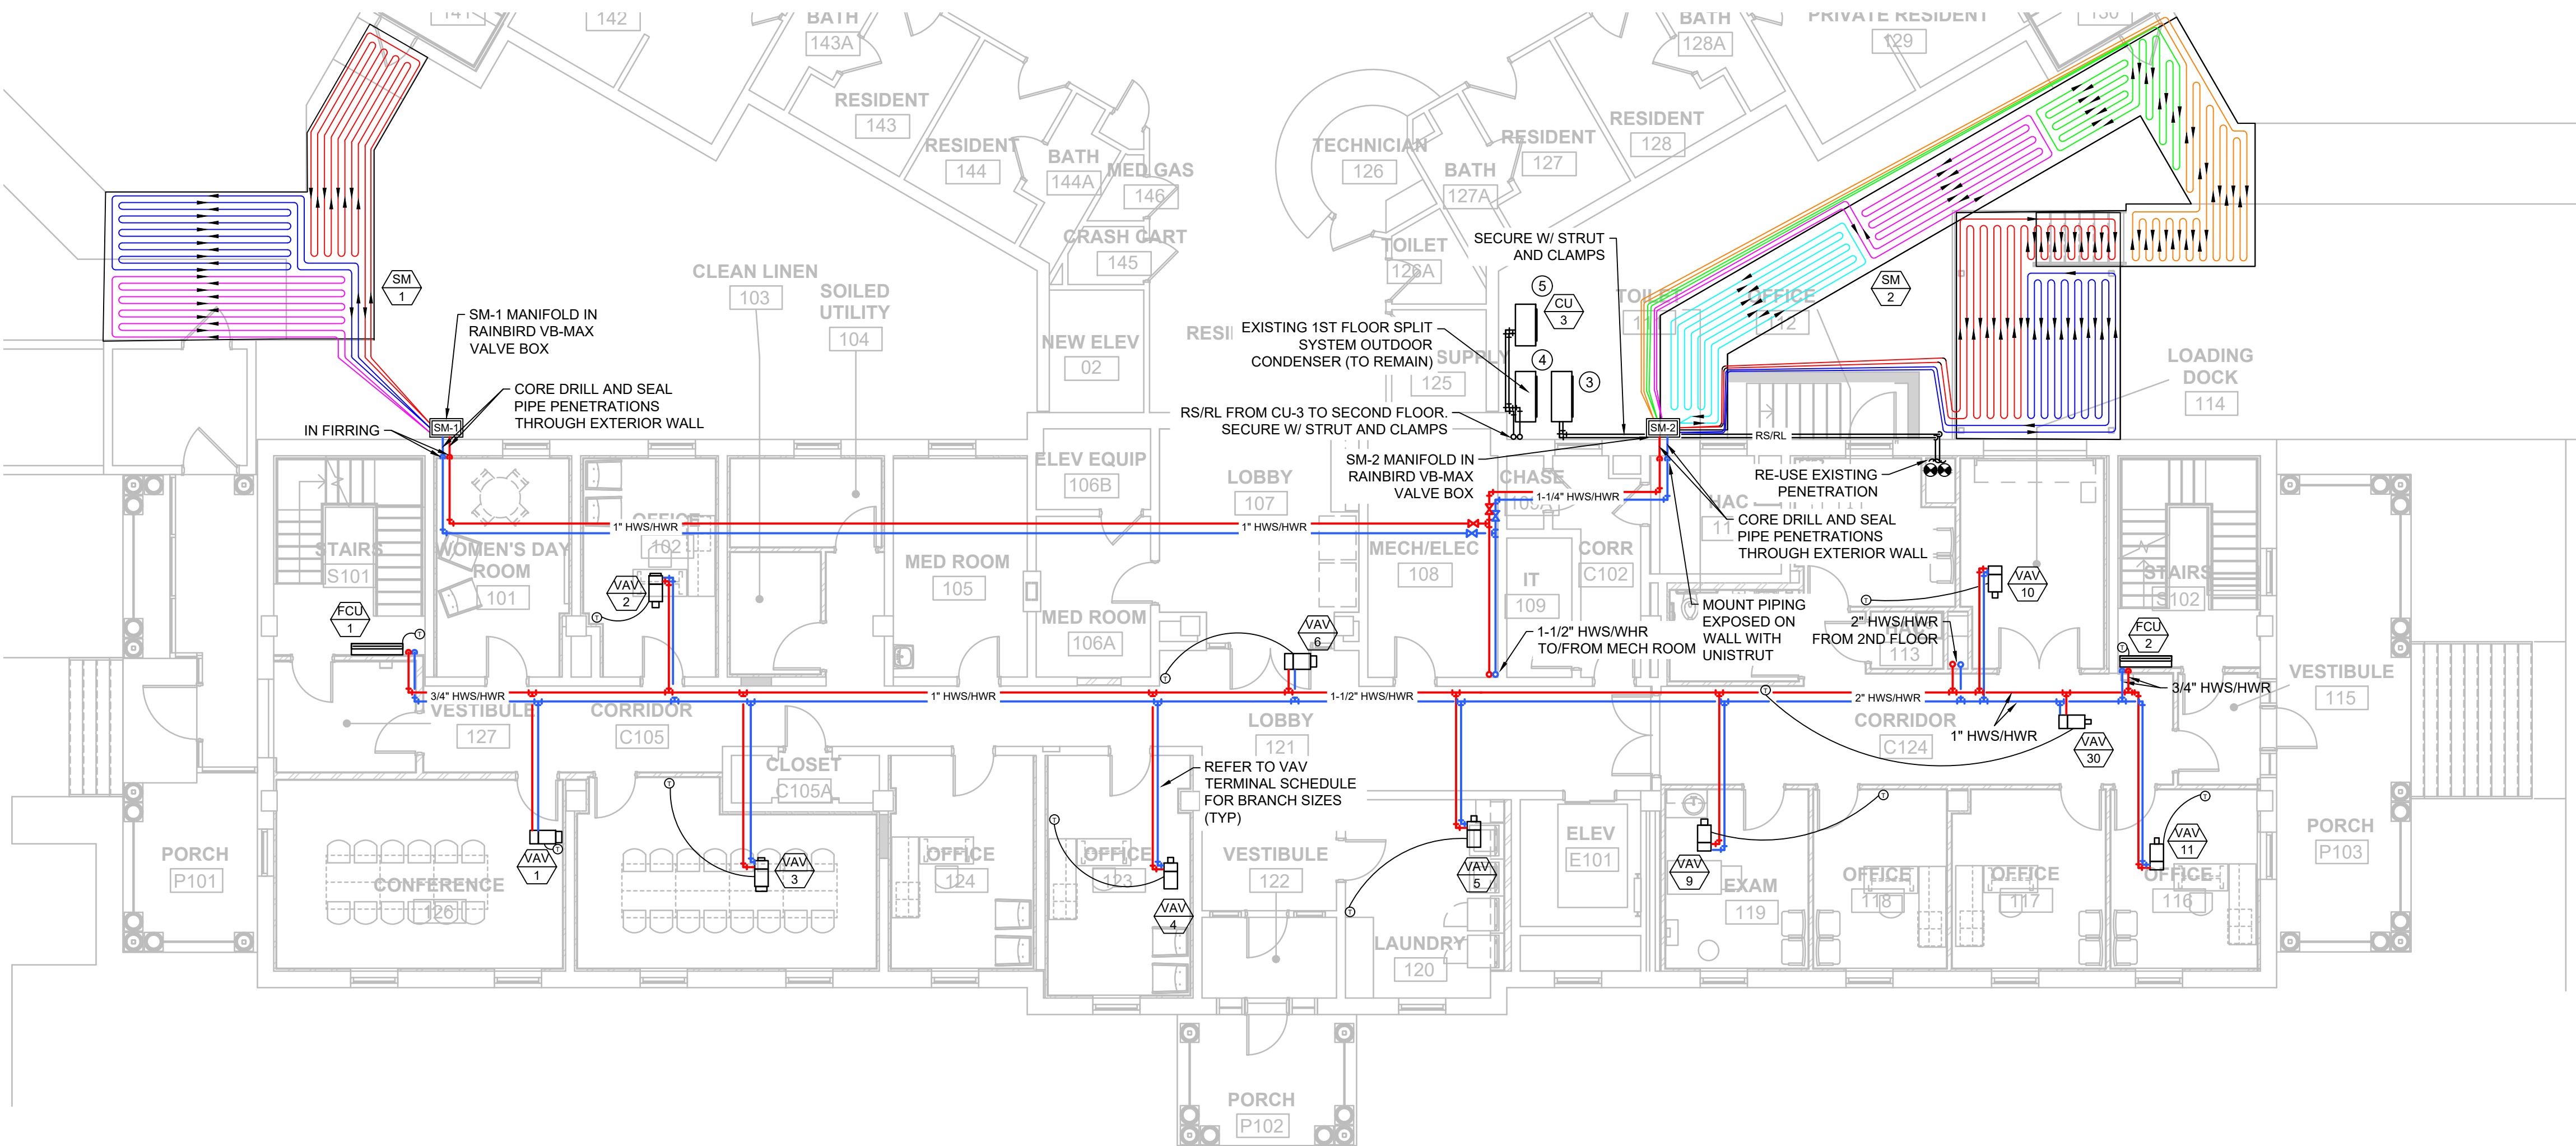 142
BATH
143A
BATH
128A
PRIVATE RESIDENT
129
130
RESIDENT
143
RESIDENT
144
BATH
144A
MED GAS
146
CRASH CART
145
TECHNICIAN
126
BATH
127A
RESIDENT
127
RESIDENT
128
TOILET
126A
SECURE W/ STRUT
AND CLAMPS
SM
1
SM
2
CLEAN LINEN
103
SOILED
UTILITY
104
NEW ELEV
02
SM-1 MANIFOLD IN
RAINBIRD VB-MAX
VALVE BOX
CORE DRILL AND SEAL
PIPE PENETRATIONS
THROUGH EXTERIOR WALL
IN FIRRING
SM-1
EXISTING 1ST FLOOR SPLIT
SYSTEM OUTDOOR
CONDENSER (TO REMAIN)
SUPPLY
125
5
CU
3
4
3
TOILET
OFFICE
LOADING
DOCK
114
RS/RL FROM CU-3 TO SECOND FLOOR.
SECURE W/ STRUT AND CLAMPS
SM-2 MANIFOLD IN
RAINBIRD VB-MAX
VALVE BOX
SM-2
RS/RL
RE-USE EXISTING
PENETRATION
CORE DRILL AND SEAL
PIPE PENETRATIONS
THROUGH EXTERIOR WALL
ELEV EQUIP
106B
LOBBY
107
CHASE
1-1/4" HWS/HWR
HAC
1" HWS/HWR
1" HWS/HWR
STAIRS
S101
WOMEN'S DAY
ROOM
101
OFFICE
102
MED ROOM
105
MED ROOM
106A
MECH/ELEC
108
IT
109
CORR
C102
STAIRS
S102
FCU
1
VAV
2
VAV
6
VAV
10
FCU
2
1-1/2" HWS/WHR
TO/FROM MECH ROOM
MOUNT PIPING
EXPOSED ON
WALL WITH
UNISTRUT
2" HWS/HWR
FROM 2ND FLOOR
HAC
113
3/4" HWS/HWR
1" HWS/HWR
1-1/2" HWS/HWR
2" HWS/HWR
3/4" HWS/HWR
VESTIBULE
115
VESTIBULE
127
CORRIDOR
C105
LOBBY
121
CORRIDOR
C124
1" HWS/HWR
VAV
30
CLOSET
C105A
REFER TO VAV
TERMINAL SCHEDULE
FOR BRANCH SIZES
(TYP)
PORCH
P101
CONFERENCE
126
VAV
1
VAV
3
OFFICE
124
OFFICE
123
VAV
4
VESTIBULE
122
VAV
5
LAUNDRY
120
ELEV
E101
VAV
9
EXAM
119
OFFICE
118
OFFICE
117
OFFICE
116
VAV
11
PORCH
P103
PORCH
P102
T
T
T
T
T
T
T
T
T
T
T
T
T